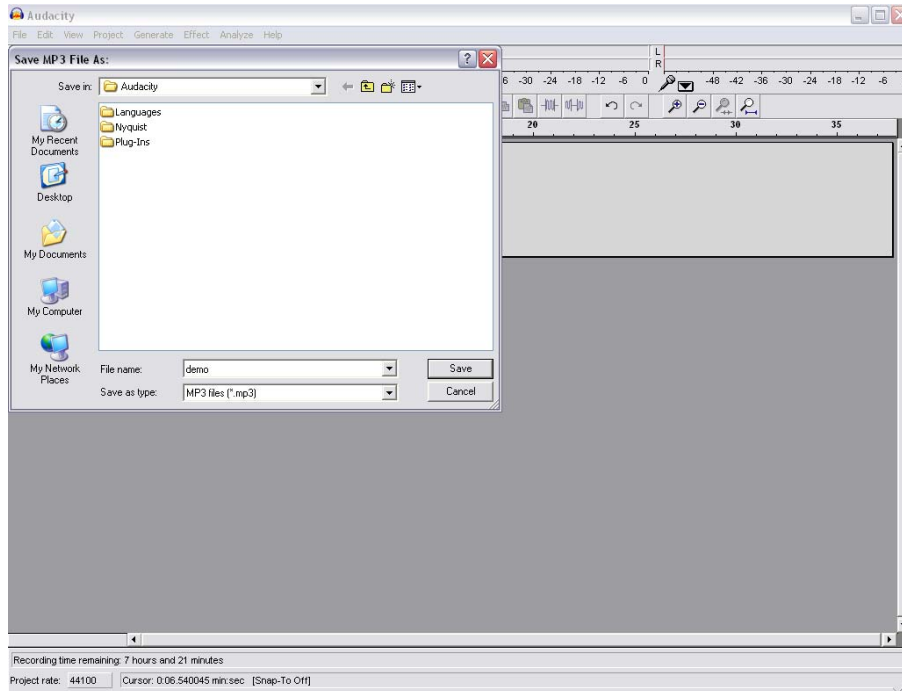 Audacity
File Edit View Project Generate Effect Analyze Help
Save MP3 File As:
Save in: Audacity
Languages
Nyquist
Plug-Ins
My Recent Documents
Desktop
My Documents
My Computer
My Network Places
File name: demo
Save as type: MP3 files (*.mp3)
Save
Cancel
L
R
-30 -24 -18 -12 -6 0
-48 -42 -36 -30 -24 -18 -12 -6
20 25 30 35
Recording time remaining: 7 hours and 21 minutes
Project rate: 44100 Cursor: 0:06.540045 min:sec [Snap-To Off]